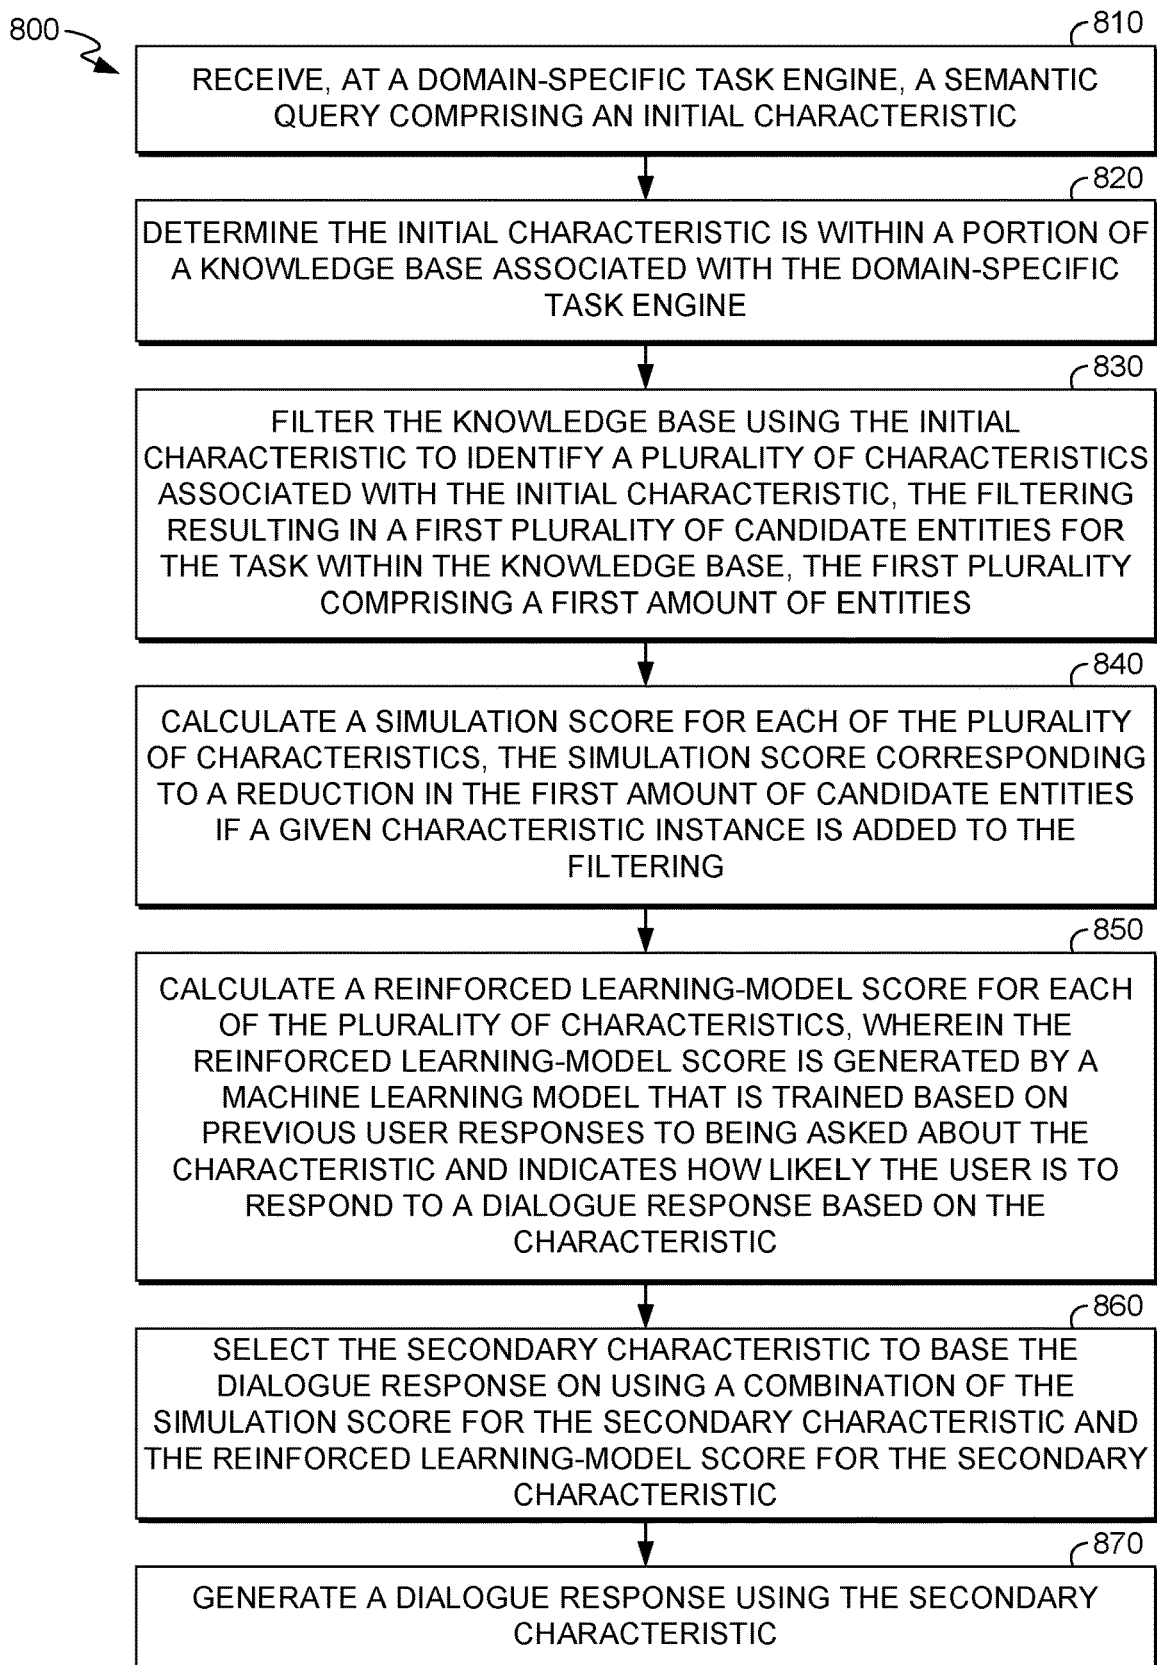 800
810
RECEIVE, AT A DOMAIN-SPECIFIC TASK ENGINE, A SEMANTIC
QUERY COMPRISING AN INITIAL CHARACTERISTIC
820
DETERMINE THE INITIAL CHARACTERISTIC IS WITHIN A PORTION OF
A KNOWLEDGE BASE ASSOCIATED WITH THE DOMAIN-SPECIFIC
TASK ENGINE
830
FILTER THE KNOWLEDGE BASE USING THE INITIAL
CHARACTERISTIC TO IDENTIFY A PLURALITY OF CHARACTERISTICS
ASSOCIATED WITH THE INITIAL CHARACTERISTIC, THE FILTERING
RESULTING IN A FIRST PLURALITY OF CANDIDATE ENTITIES FOR
THE TASK WITHIN THE KNOWLEDGE BASE, THE FIRST PLURALITY
COMPRISING A FIRST AMOUNT OF ENTITIES
840
CALCULATE A SIMULATION SCORE FOR EACH OF THE PLURALITY
OF CHARACTERISTICS, THE SIMULATION SCORE CORRESPONDING
TO A REDUCTION IN THE FIRST AMOUNT OF CANDIDATE ENTITIES
IF A GIVEN CHARACTERISTIC INSTANCE IS ADDED TO THE
FILTERING
850
CALCULATE A REINFORCED LEARNING-MODEL SCORE FOR EACH
OF THE PLURALITY OF CHARACTERISTICS, WHEREIN THE
REINFORCED LEARNING-MODEL SCORE IS GENERATED BY A
MACHINE LEARNING MODEL THAT IS TRAINED BASED ON
PREVIOUS USER RESPONSES TO BEING ASKED ABOUT THE
CHARACTERISTIC AND INDICATES HOW LIKELY THE USER IS TO
RESPOND TO A DIALOGUE RESPONSE BASED ON THE
CHARACTERISTIC
860
SELECT THE SECONDARY CHARACTERISTIC TO BASE THE
DIALOGUE RESPONSE ON USING A COMBINATION OF THE
SIMULATION SCORE FOR THE SECONDARY CHARACTERISTIC AND
THE REINFORCED LEARNING-MODEL SCORE FOR THE SECONDARY
CHARACTERISTIC
870
GENERATE A DIALOGUE RESPONSE USING THE SECONDARY
CHARACTERISTIC